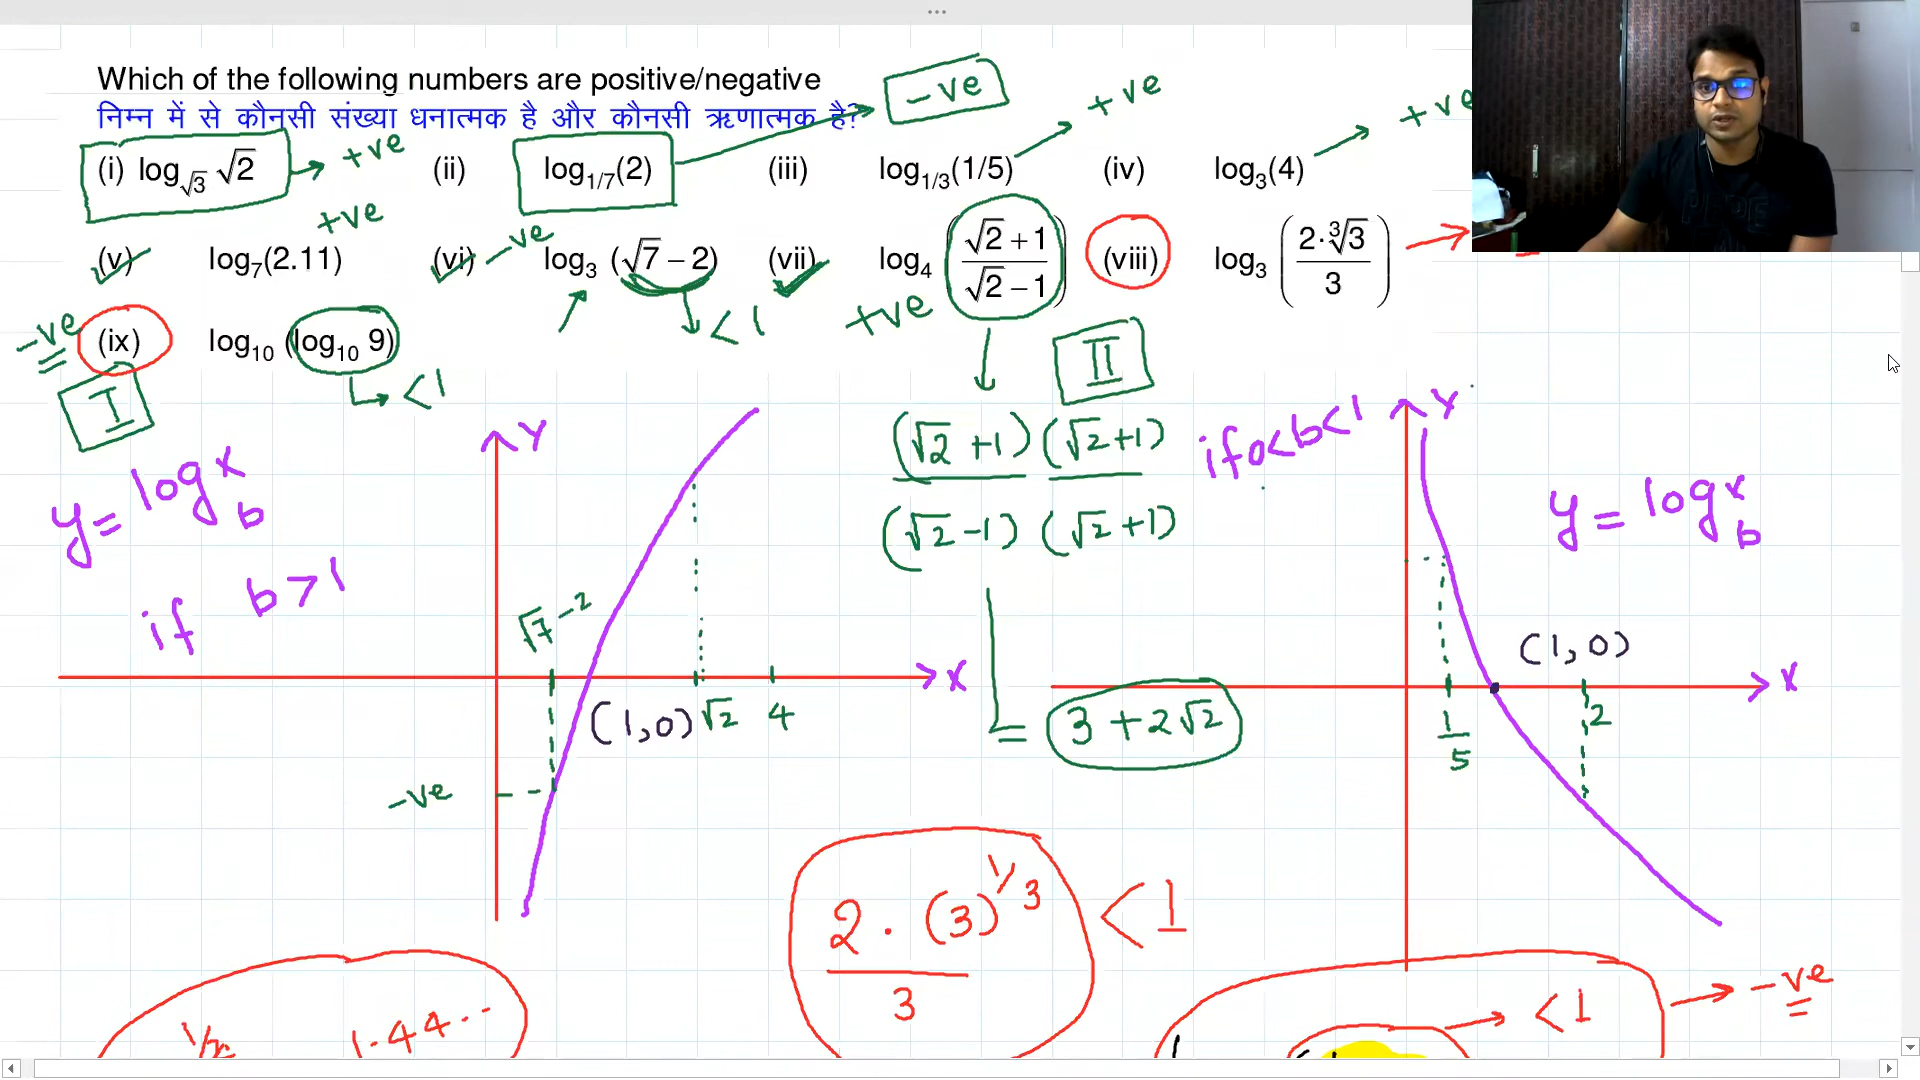 Which of the following numbers are positive/negative
निम्न में से कौनसी संख्या धनात्मक है और कौनसी ऋणात्मक है?
-ve
+ve
+ve
(i) log√3 √2 → +ve (ii) log1/7(2) (iii) log1/3(1/5) (iv) log3(4)
+ve
(v) log7(2.11) (vi) -ve log3 (√7 – 2) (vii) log4 ((√2 + 1)/(√2 – 1)) (viii) log3 (2·∛3/3)
< 1
+ve
-ve
(ix) log10 (log10 9)
< 1
I
II
(√2 + 1) (√2 + 1)
(√2 - 1) (√2 + 1)
= 3 + 2√2
y = log_b x
if b > 1
Y
X
√7 - 2
(1, 0) √2 4
-ve
if 0 < b < 1
Y
y = log_b x
(1, 0)
X
1/5
2
2 · (3)^1/3
3
< 1
1.44...
→ < 1
→ -ve